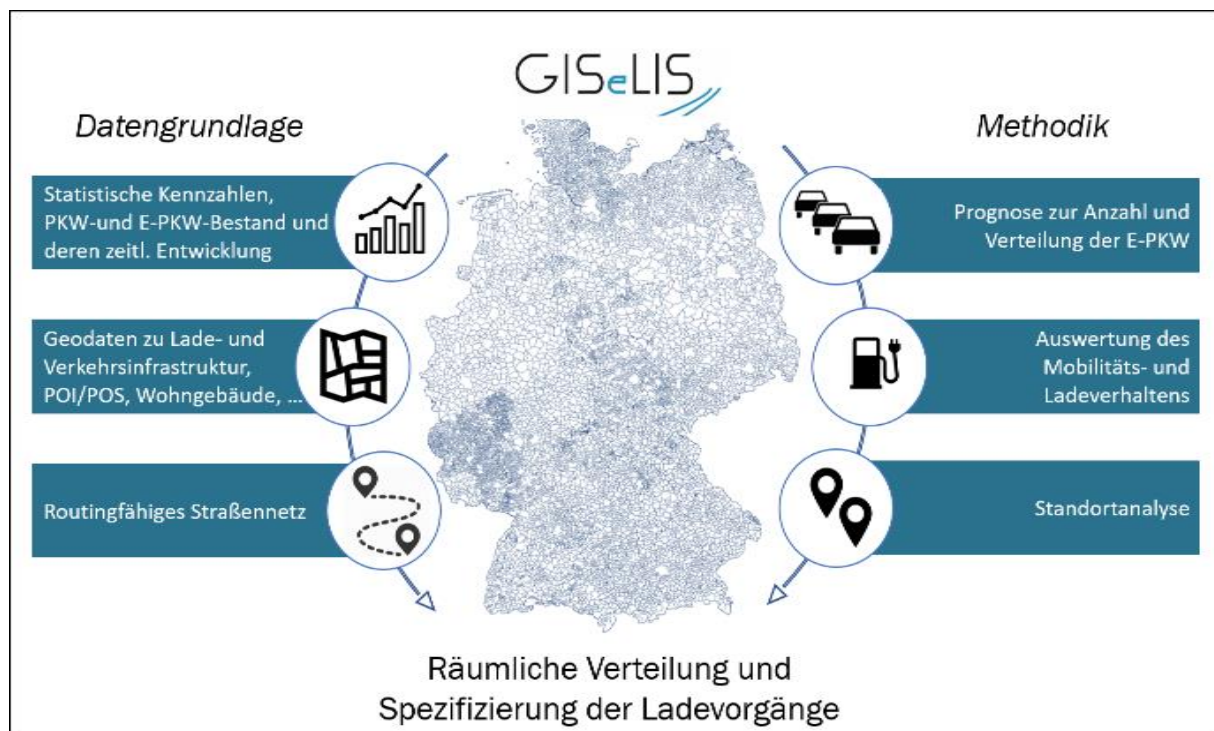 GISeLIS
Datengrundlage
Statistische Kennzahlen,
PKW-und E-PKW-Bestand und
deren zeitl. Entwicklung
Geodaten zu Lade- und
Verkehrsinfrastruktur,
POI/POS, Wohngebäude, ...
Routingfähiges Straßennetz
Methodik
Prognose zur Anzahl und
Verteilung der E-PKW
Auswertung des
Mobilitäts- und
Ladeverhaltens
Standortanalyse
Räumliche Verteilung und
Spezifizierung der Ladevorgänge